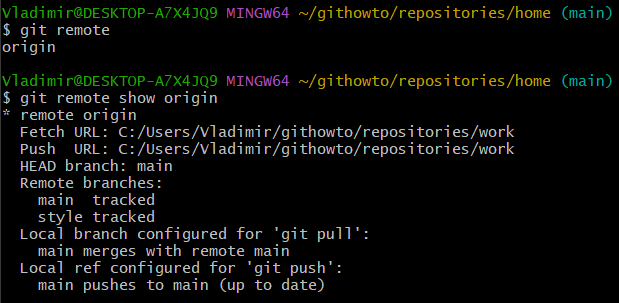 Vladimir@DESKTOP-A7X4JQ9 MINGW64 ~/githowto/repositories/home (main)
$ git remote
origin
Vladimir@DESKTOP-A7X4JQ9 MINGW64 ~/githowto/repositories/home (main)
$ git remote show origin
* remote origin
  Fetch URL: C:/Users/Vladimir/githowto/repositories/work
  Push  URL: C:/Users/Vladimir/githowto/repositories/work
  HEAD branch: main
  Remote branches:
    main  tracked
    style tracked
  Local branch configured for 'git pull':
    main merges with remote main
  Local ref configured for 'git push':
    main pushes to main (up to date)